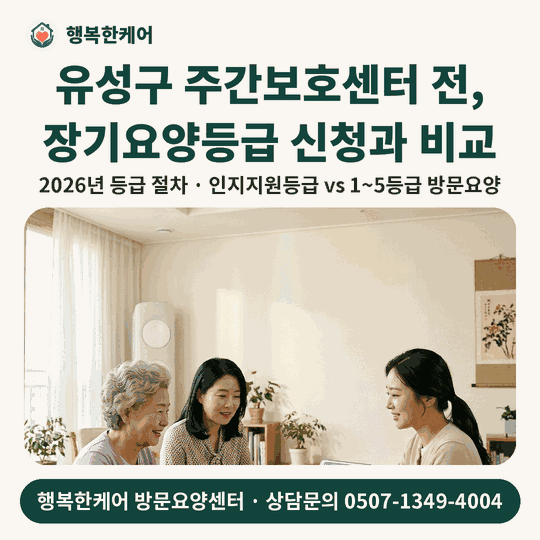 행복한케어
유성구 주간보호센터 전,
장기요양등급 신청과 비교
2026년 등급 절차 · 인지지원등급 vs 1~5등급 방문요양
행복한케어 방문요양센터 · 상담문의 0507-1349-4004